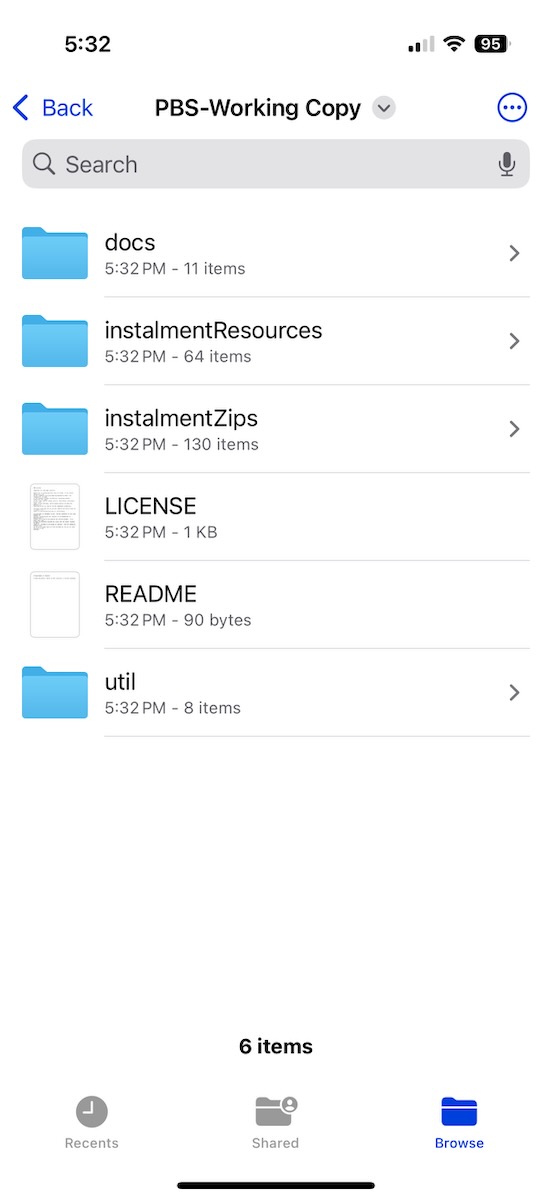 5:32
95
Back
PBS-Working Copy
Search
docs
5:32 PM - 11 items
instalmentResources
5:32 PM - 64 items
instalmentZips
5:32 PM - 130 items
LICENSE
5:32 PM - 1 KB
README
5:32 PM - 90 bytes
util
5:32 PM - 8 items
6 items
Recents
Shared
Browse